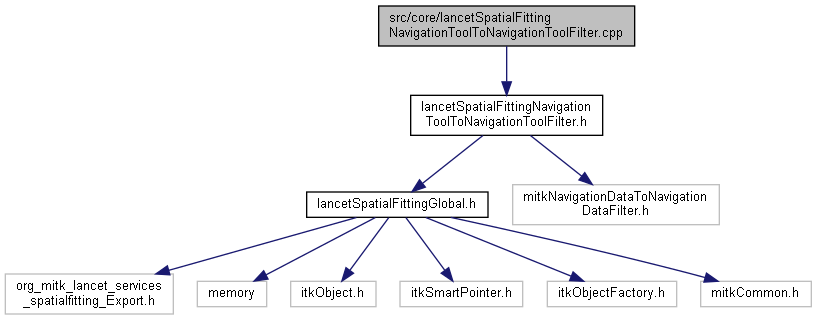 src/core/lancetSpatialFitting
NavigationToolToNavigationToolFilter.cpp
lancetSpatialFittingNavigation
ToolToNavigationToolFilter.h
lancetSpatialFittingGlobal.h
mitkNavigationDataToNavigation
DataFilter.h
org_mitk_lancet_services
_spatialfitting_Export.h
memory
itkObject.h
itkSmartPointer.h
itkObjectFactory.h
mitkCommon.h